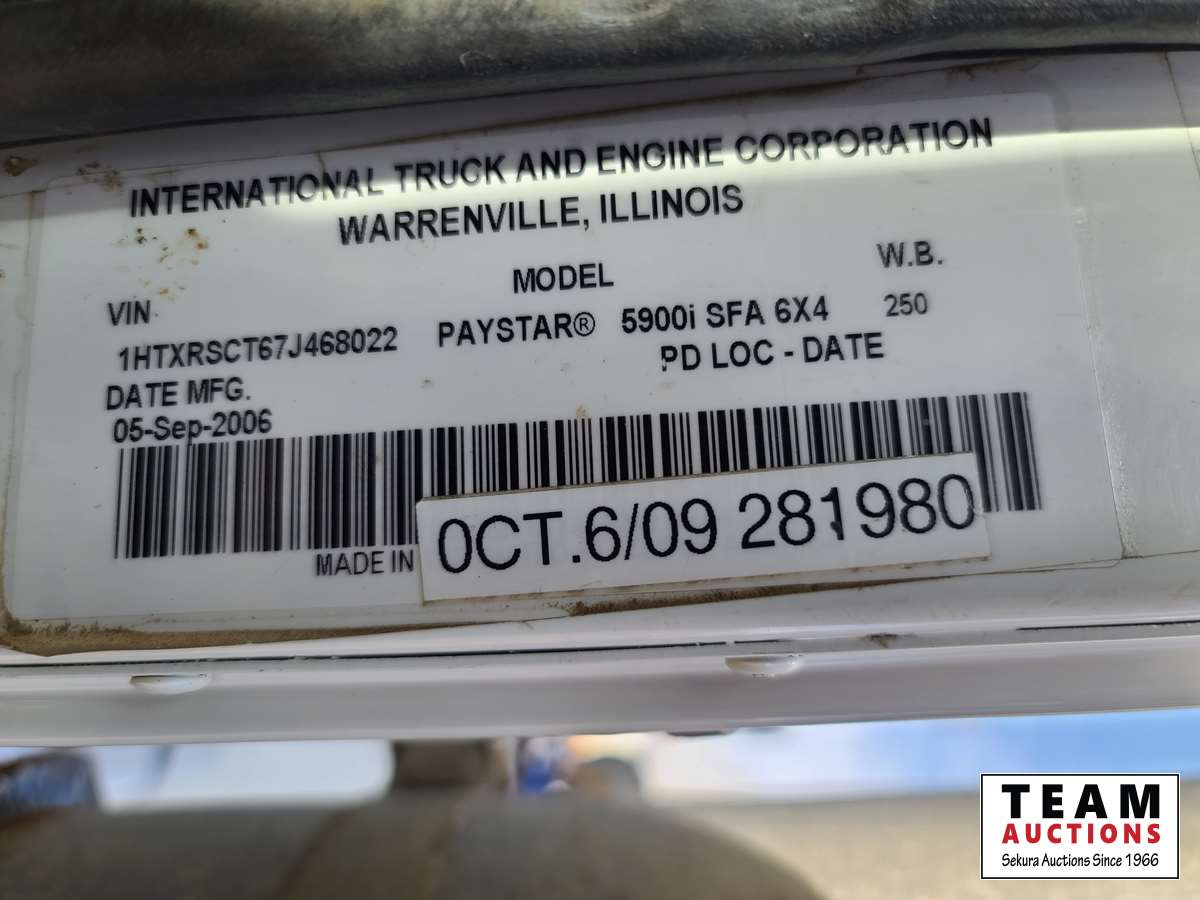 INTERNATIONAL TRUCK AND ENGINE CORPORATION
WARRENVILLE, ILLINOIS
VIN MODEL W.B.
1HTXRSCT67J468022 PAYSTAR® 5900i SFA 6X4 250
DATE MFG. PD LOC - DATE
05-Sep-2006
MADE IN
OCT.6/09 281980
TEAM
AUCTIONS
Sekura Auctions Since 1966